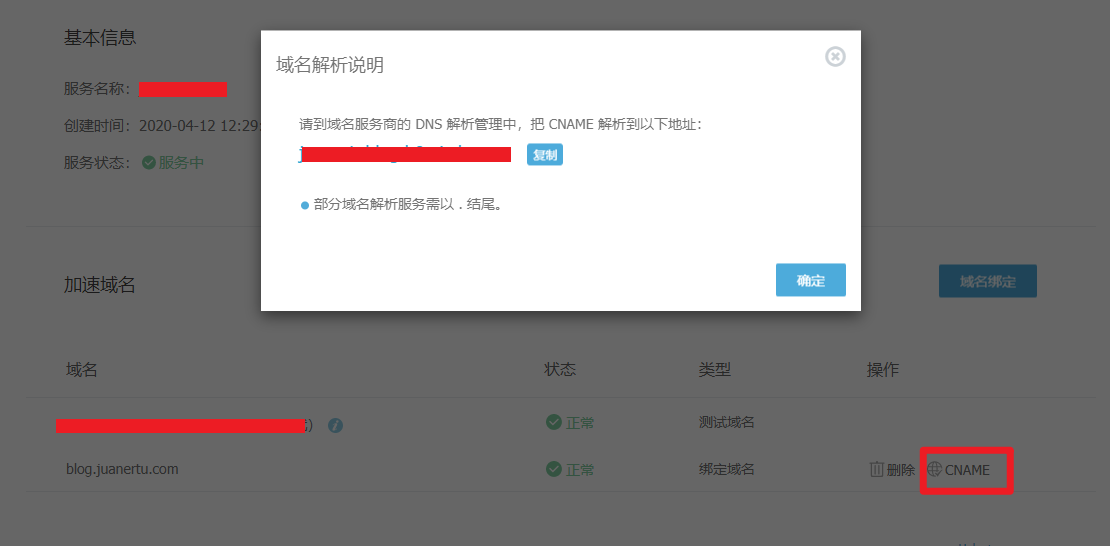 基本信息
域名解析说明
服务名称：
请到域名服务商的 DNS 解析管理中，把 CNAME 解析到以下地址：
创建时间：2020-04-12 12:29:
复制
服务状态： 服务中
部分域名解析服务需以 . 结尾。
确定
加速域名
域名绑定
域名 状态 类型 操作
） 正常 测试域名
blog.juanertu.com 正常 绑定域名 删除 CNAME